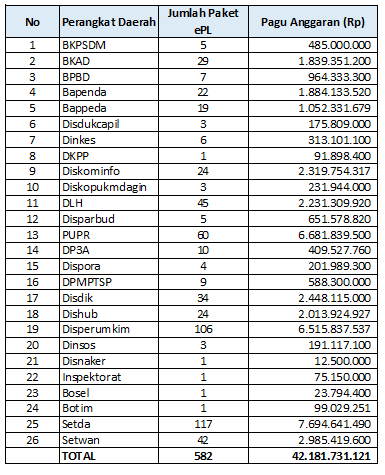 No Perangkat Daerah Jumlah Paket ePL Pagu Anggaran (Rp)
1 BKPSDM 5 485.000.000
2 BKAD 29 1.839.351.200
3 BPBD 7 964.333.300
4 Bapenda 22 1.884.133.520
5 Bappeda 19 1.052.331.679
6 Disdukcapil 3 175.809.000
7 Dinkes 6 313.101.100
8 DKPP 1 91.898.400
9 Diskominfo 24 2.319.754.317
10 Diskopukmdagin 3 231.944.000
11 DLH 45 2.231.309.920
12 Disparbud 5 651.578.820
13 PUPR 60 6.681.839.500
14 DP3A 10 409.527.760
15 Dispora 4 201.989.300
16 DPMPTSP 9 588.300.000
17 Disdik 34 2.448.115.000
18 Dishub 24 2.013.924.927
19 Disperumkim 106 6.515.837.537
20 Dinsos 3 191.117.100
21 Disnaker 1 12.500.000
22 Inspektorat 1 75.150.000
23 Bosel 1 23.794.400
24 Botim 1 99.029.251
25 Setda 117 7.694.641.490
26 Setwan 42 2.985.419.600
TOTAL 582 42.181.731.121